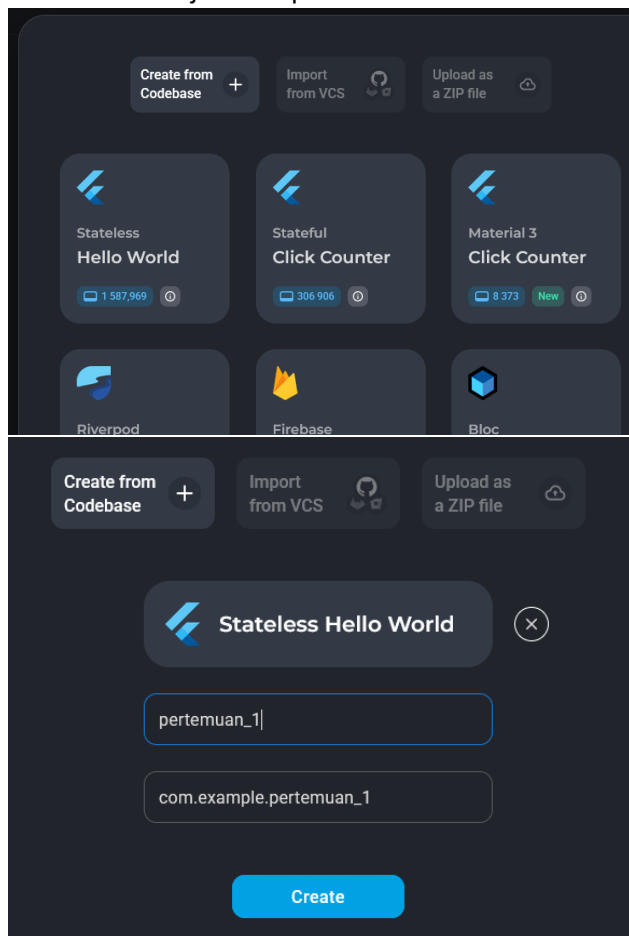 Create from
Codebase
Import
from VCS
Upload as
a ZIP file
Stateless
Hello World
1 587,969
Stateful
Click Counter
306 906
Material 3
Click Counter
8 373
New
Riverpod
Firebase
Bloc
Create from
Codebase
Import
from VCS
Upload as
a ZIP file
Stateless Hello World
pertemuan_1
com.example.pertemuan_1
Create